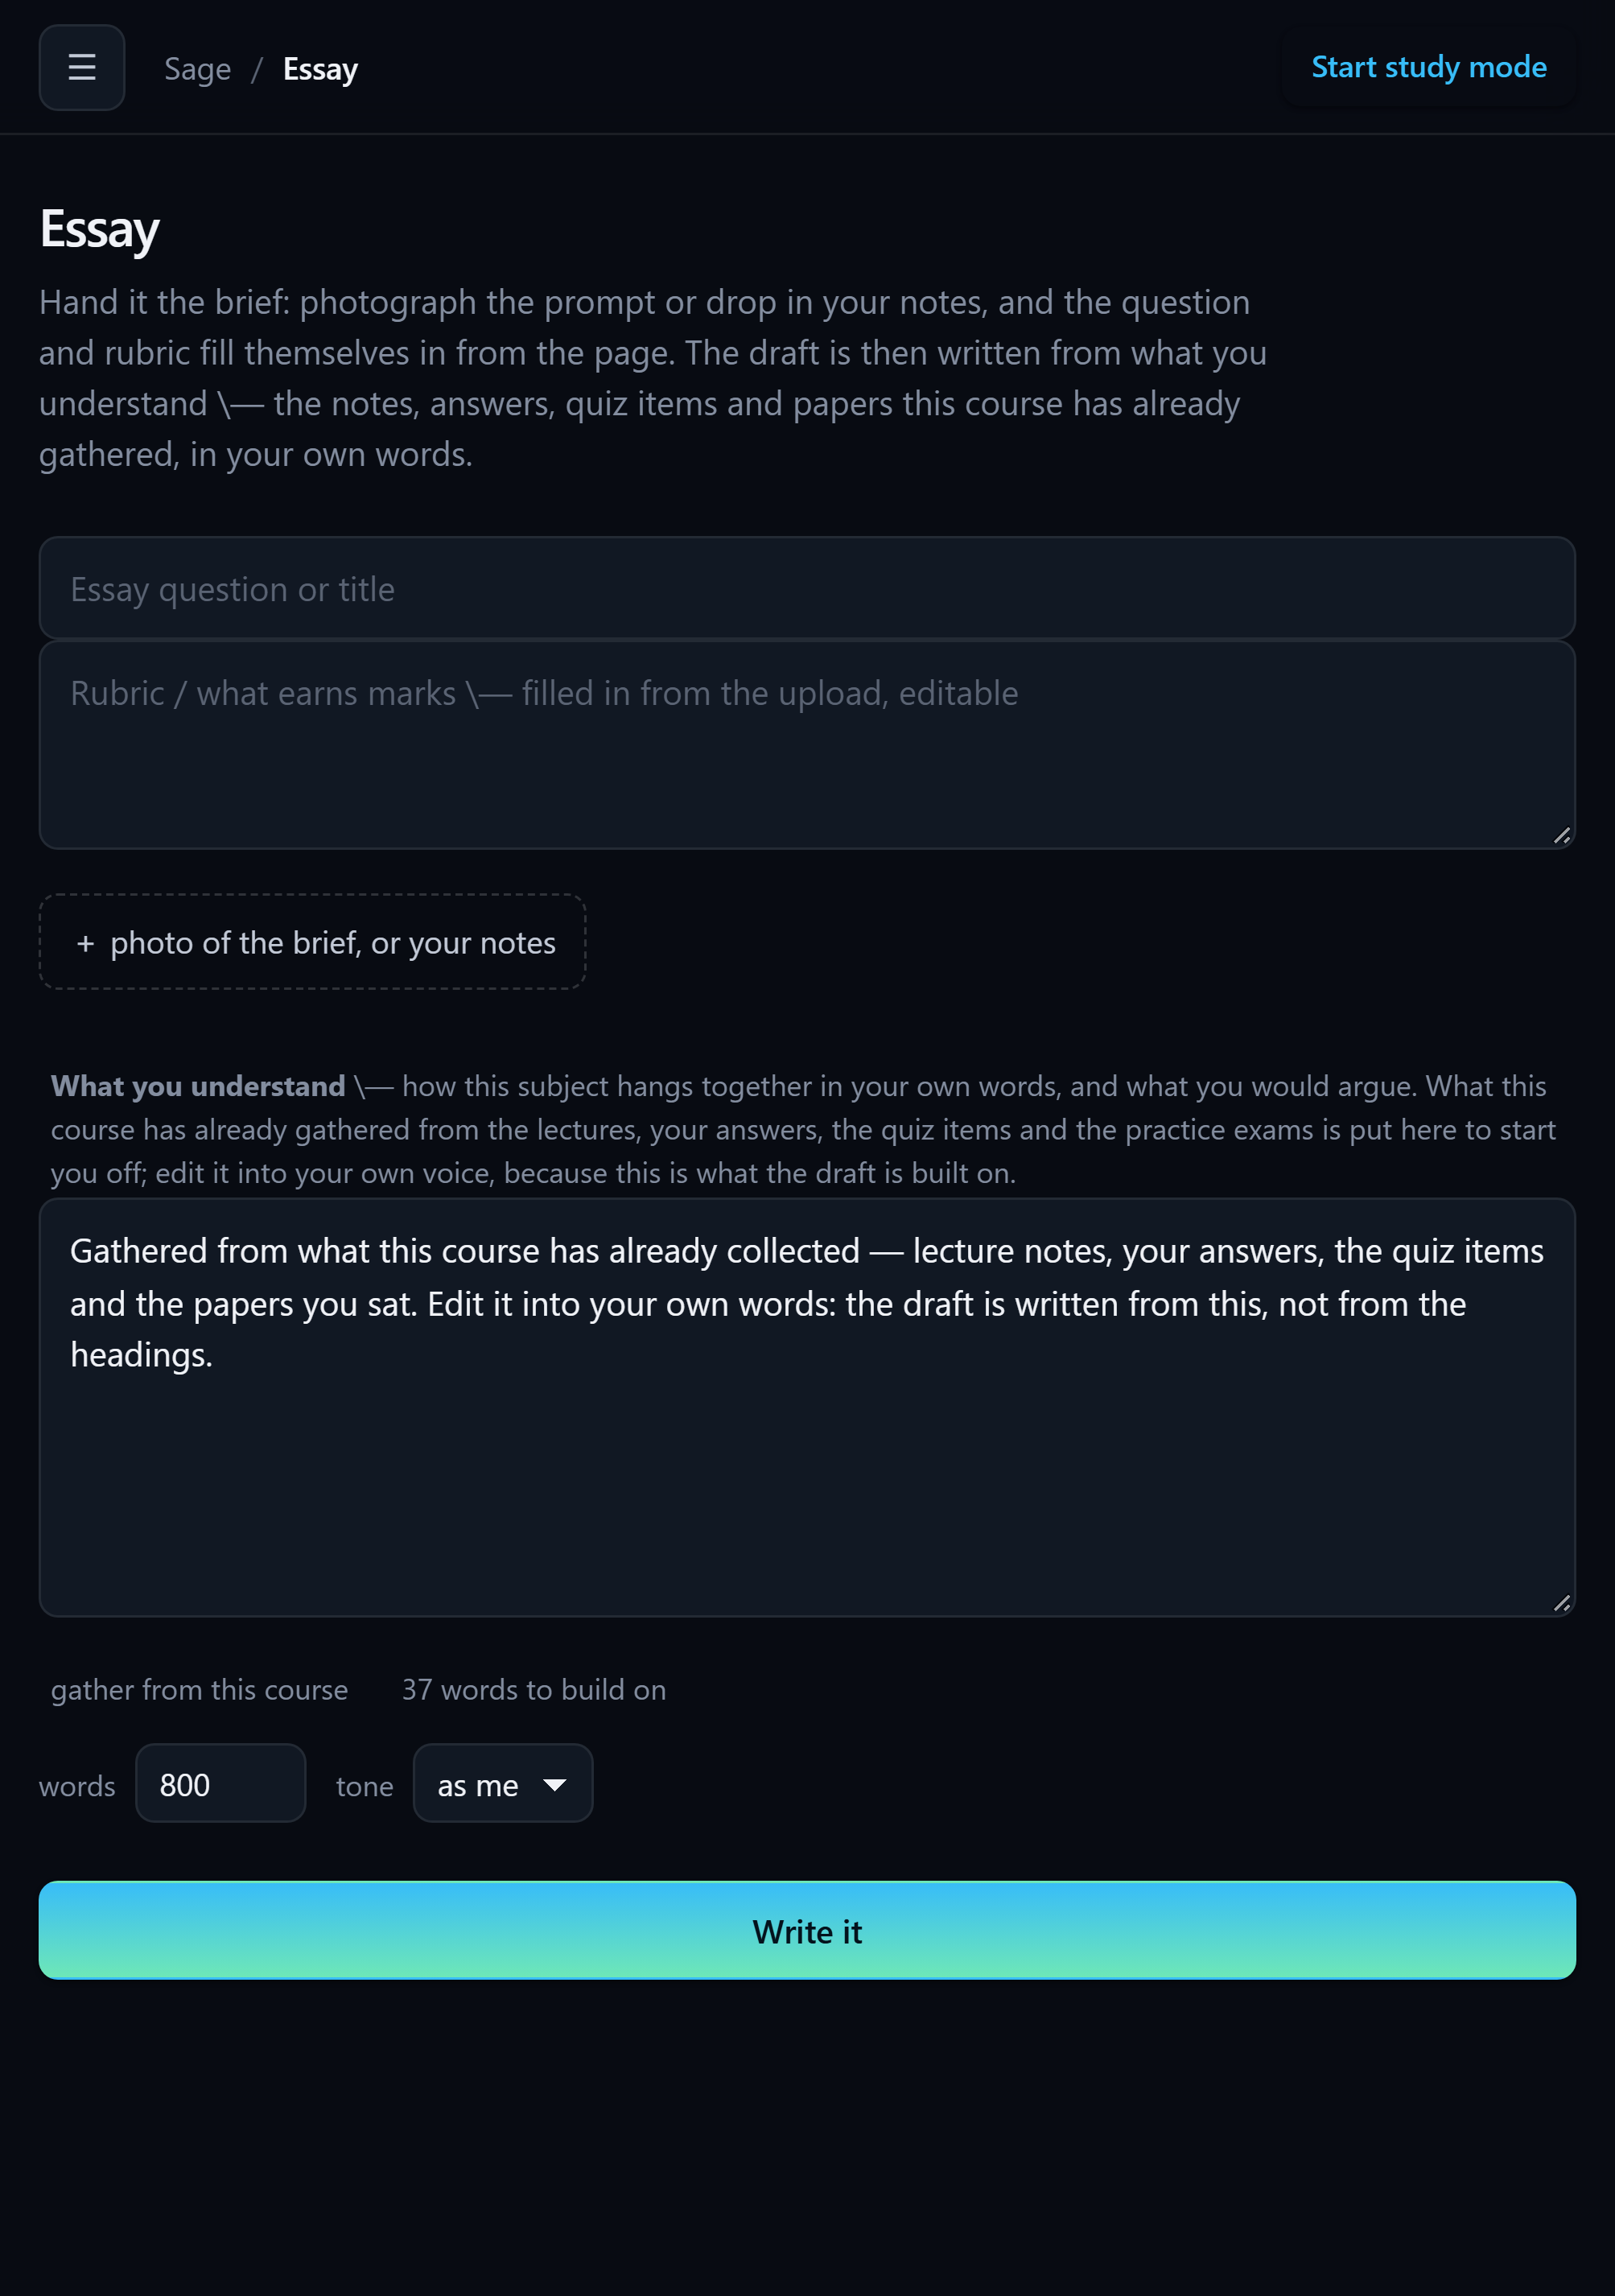 ☰ Sage / Essay Start study mode
Essay
Hand it the brief: photograph the prompt or drop in your notes, and the question
and rubric fill themselves in from the page. The draft is then written from what you
understand \— the notes, answers, quiz items and papers this course has already
gathered, in your own words.
Essay question or title
Rubric / what earns marks \— filled in from the upload, editable
+ photo of the brief, or your notes
What you understand \— how this subject hangs together in your own words, and what you would argue. What this
course has already gathered from the lectures, your answers, the quiz items and the practice exams is put here to start
you off; edit it into your own voice, because this is what the draft is built on.
Gathered from what this course has already collected — lecture notes, your answers, the quiz items
and the papers you sat. Edit it into your own words: the draft is written from this, not from the
headings.
gather from this course 37 words to build on
words 800 tone as me
Write it